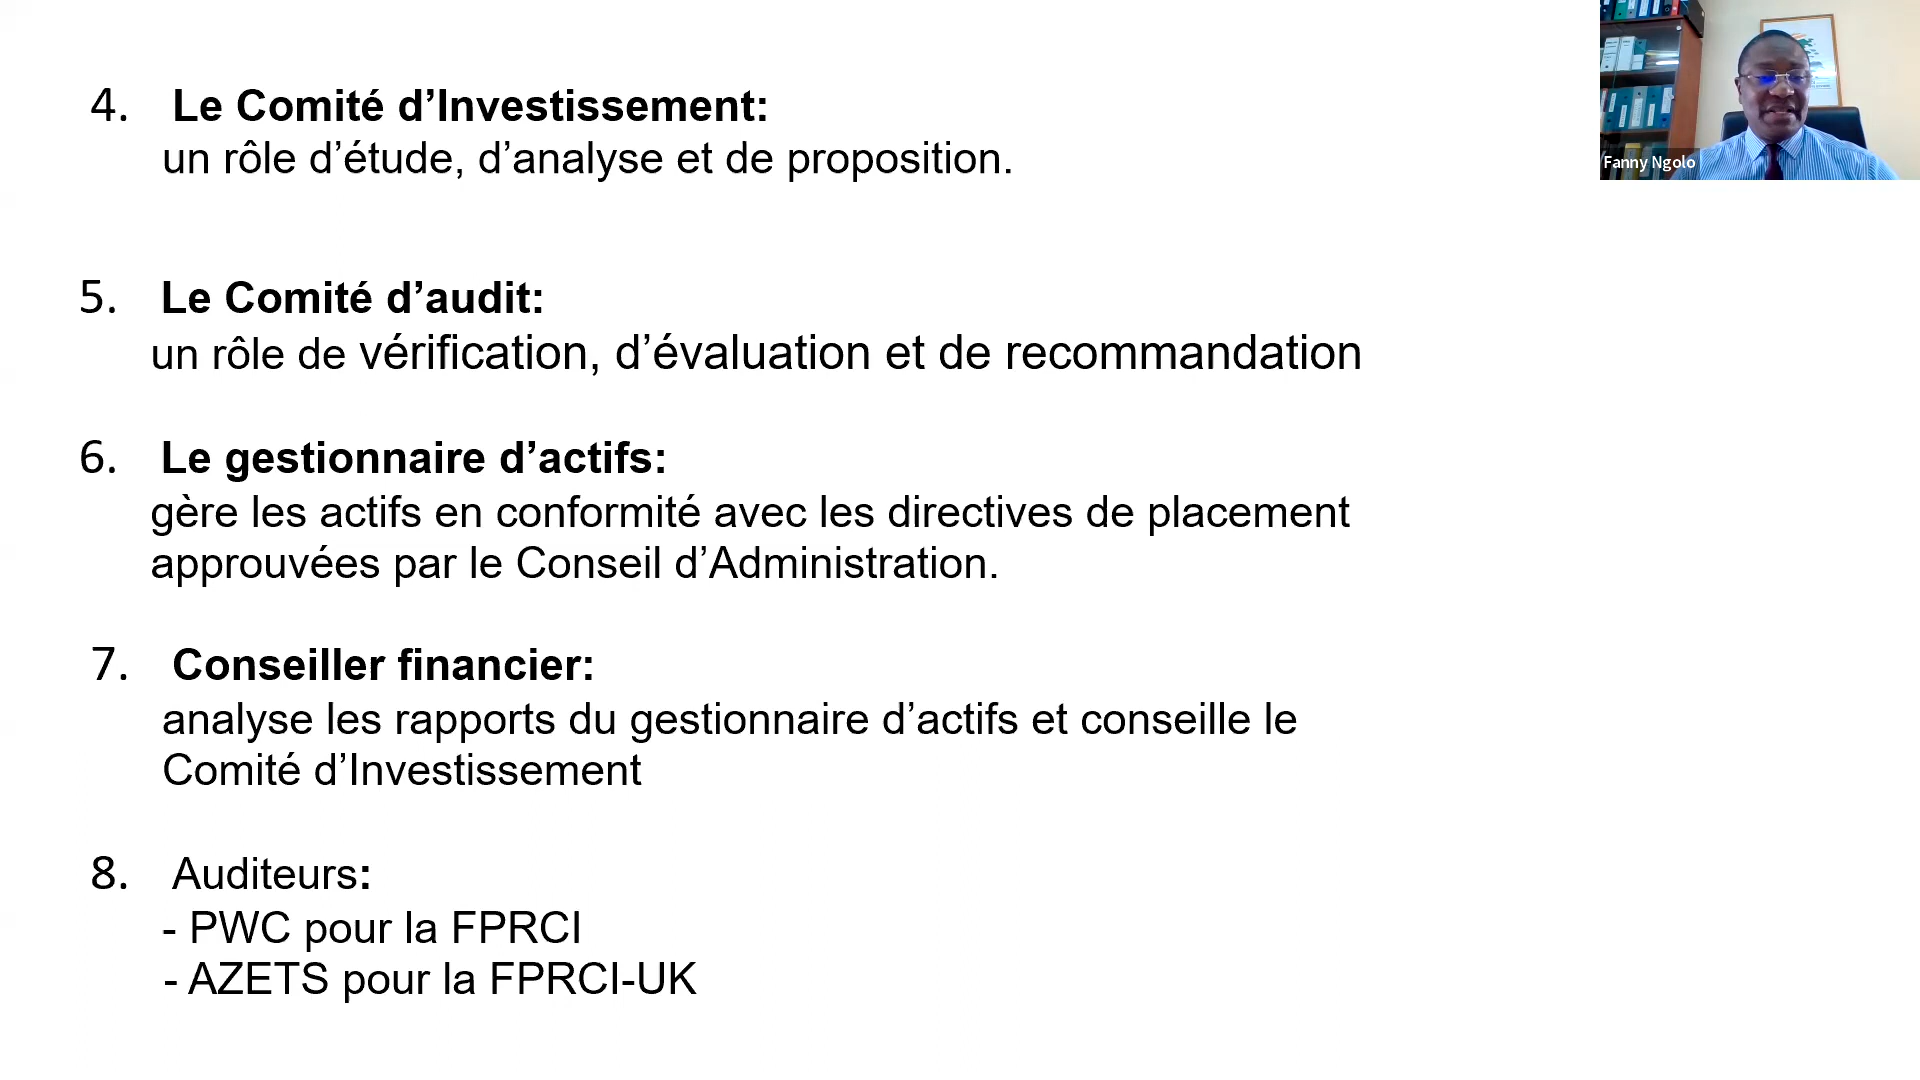 4. Le Comité d’Investissement:
un rôle d’étude, d’analyse et de proposition.
5. Le Comité d’audit:
un rôle de vérification, d’évaluation et de recommandation
6. Le gestionnaire d’actifs:
gère les actifs en conformité avec les directives de placement
approuvées par le Conseil d’Administration.
7. Conseiller financier:
analyse les rapports du gestionnaire d’actifs et conseille le
Comité d’Investissement
8. Auditeurs:
- PWC pour la FPRCI
- AZETS pour la FPRCI-UK
Fanny Ngolo